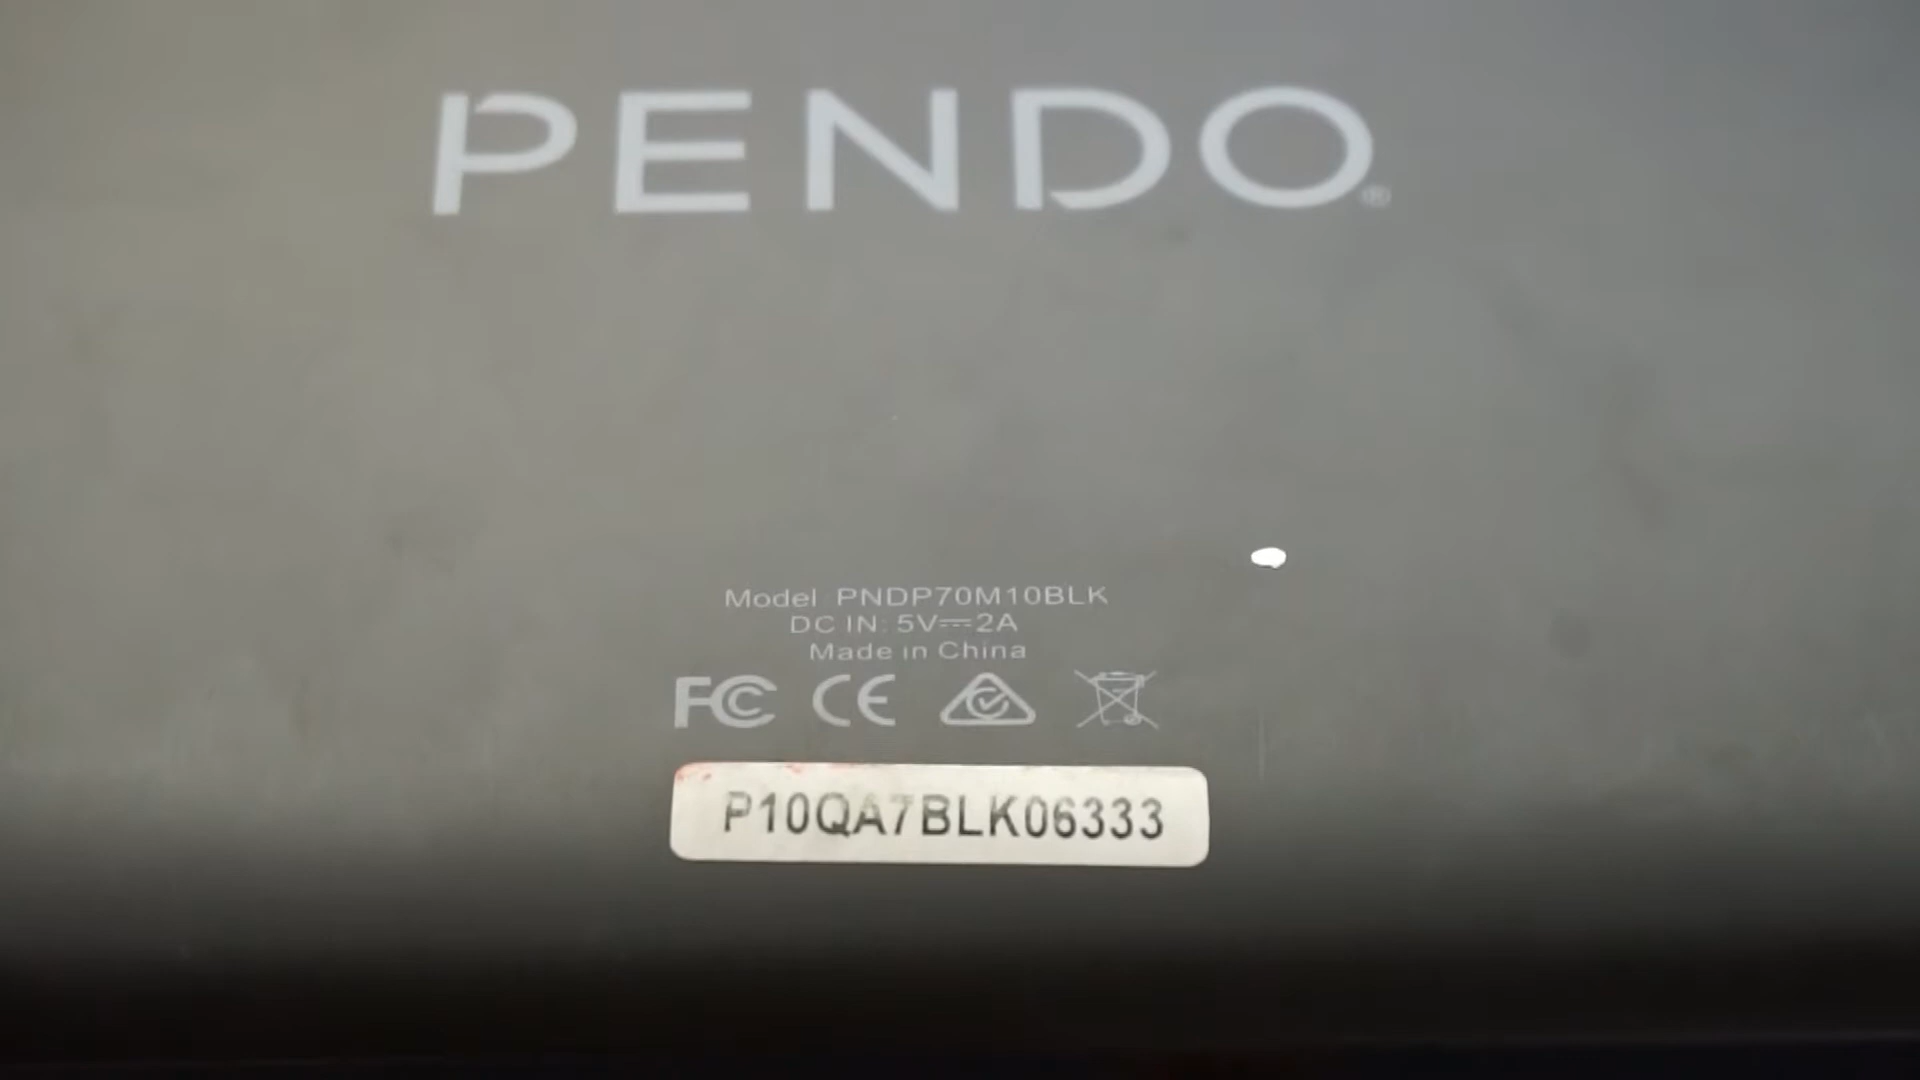 PENDO®
Model PNDP70M10BLK
DC IN: 5V⎓2A
Made in China
FC CE
P10QA7BLK06333